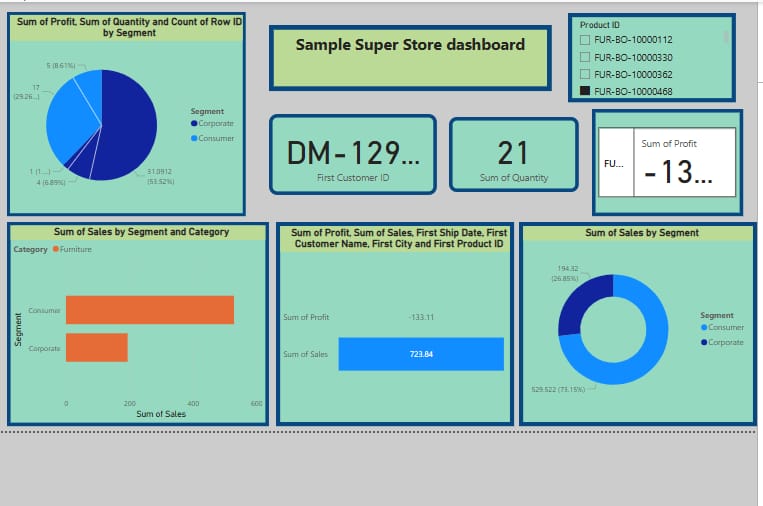 Sum of Profit, Sum of Quantity and Count of Row ID
by Segment
5 (8.61%)
17
(29.26...)
1 (1....)
4 (6.89%)
31.0912
(53.52%)
Segment
Corporate
Consumer
Sample Super Store dashboard
Product ID
FUR-BO-10000112
FUR-BO-10000330
FUR-BO-10000362
FUR-BO-10000468
DM-129...
First Customer ID
21
Sum of Quantity
FU...
Sum of Profit
-13...
Sum of Sales by Segment and Category
Category Furniture
Segment
Consumer
Corporate
0 200 400 600
Sum of Sales
Sum of Profit, Sum of Sales, First Ship Date, First
Customer Name, First City and First Product ID
Sum of Profit -133.11
Sum of Sales 723.84
Sum of Sales by Segment
194.32
(26.85%)
529.522 (73.15%)
Segment
Consumer
Corporate